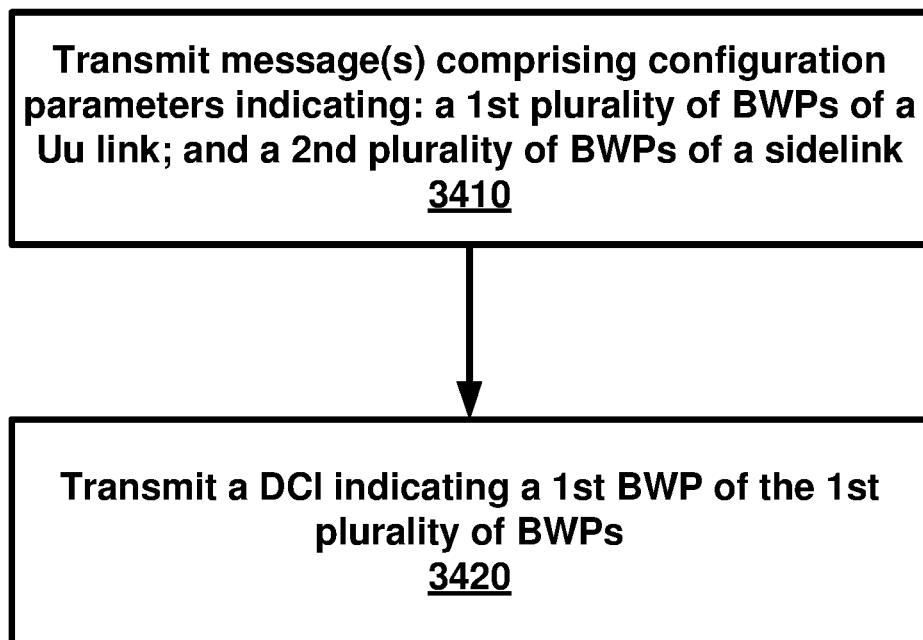 Transmit message(s) comprising configuration
parameters indicating: a 1st plurality of BWPs of a
Uu link; and a 2nd plurality of BWPs of a sidelink
3410
Transmit a DCI indicating a 1st BWP of the 1st
plurality of BWPs
3420